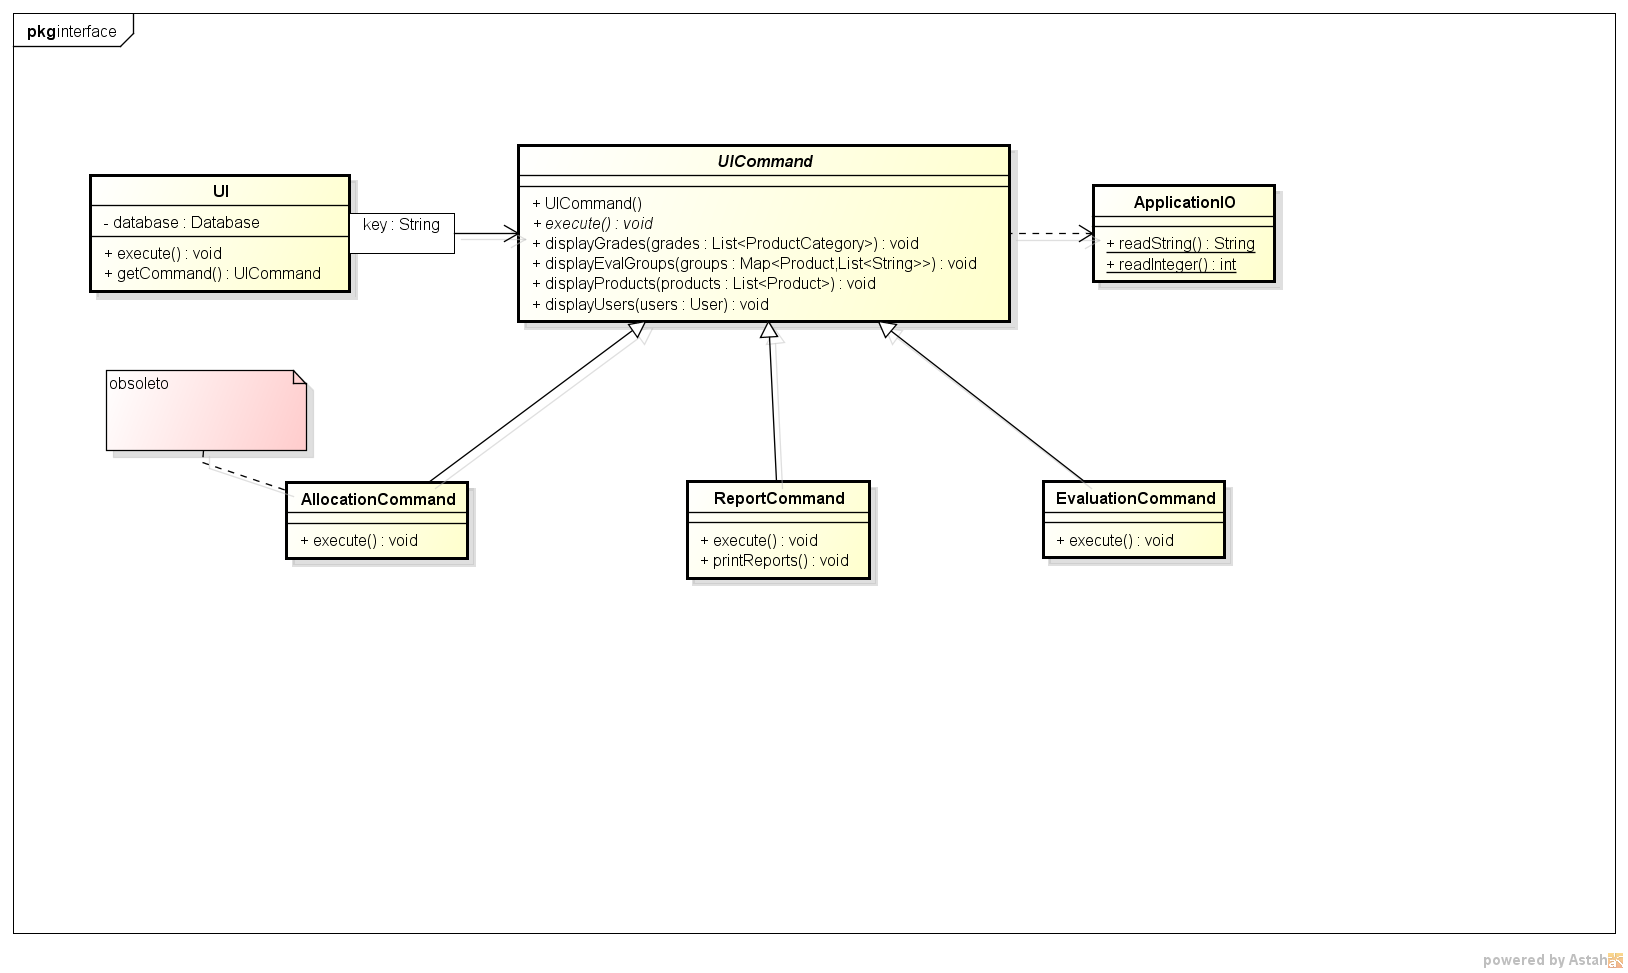 pkg interface
UI
- database : Database
+ execute() : void
+ getCommand() : UICommand
key : String
UICommand
+ UICommand()
+ execute() : void
+ displayGrades(grades : List<ProductCategory>) : void
+ displayEvalGroups(groups : Map<Product,List<String>>) : void
+ displayProducts(products : List<Product>) : void
+ displayUsers(users : User) : void
ApplicationIO
+ readString() : String
+ readInteger() : int
obsoleto
AllocationCommand
+ execute() : void
ReportCommand
+ execute() : void
+ printReports() : void
EvaluationCommand
+ execute() : void
powered by Astah